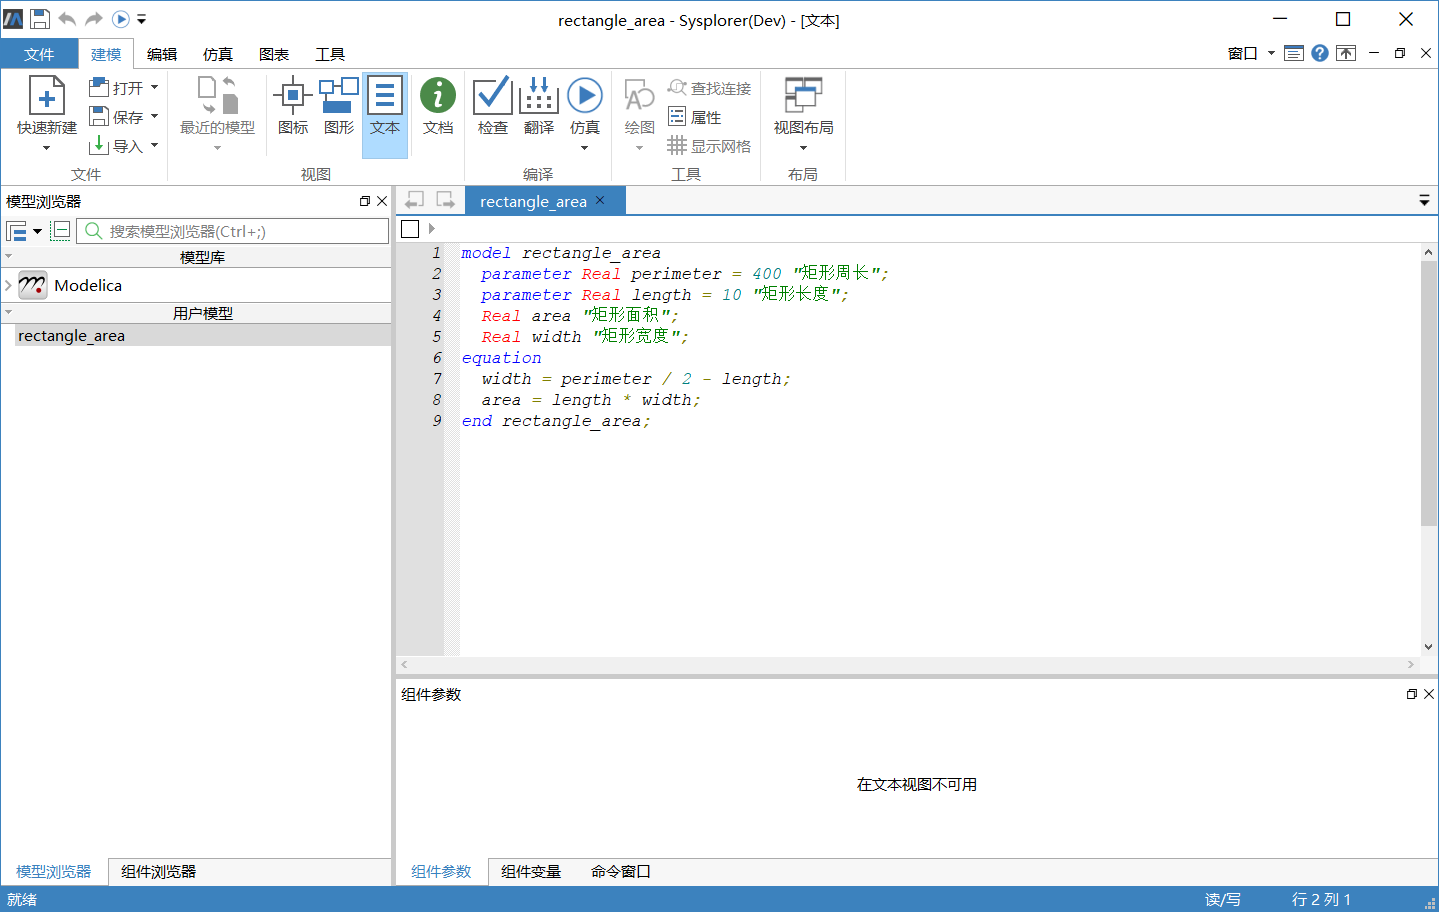 rectangle_area - Sysplorer(Dev) - [文本]
文件 建模 编辑 仿真 图表 工具 窗口
快速新建 打开 保存 导入 最近的模型 图标 图形 文本 文档 检查 翻译 仿真 绘图 查找连接 属性 显示网格 视图布局
文件 视图 编译 工具 布局
模型浏览器
搜索模型浏览器(Ctrl+;)
模型库
Modelica
用户模型
rectangle_area
rectangle_area
1 model rectangle_area
2 parameter Real perimeter = 400 "矩形周长";
3 parameter Real length = 10 "矩形长度";
4 Real area "矩形面积";
5 Real width "矩形宽度";
6 equation
7 width = perimeter / 2 - length;
8 area = length * width;
9 end rectangle_area;
组件参数
在文本视图不可用
模型浏览器 组件浏览器 组件参数 组件变量 命令窗口
就绪 读/写 行 2 列 1